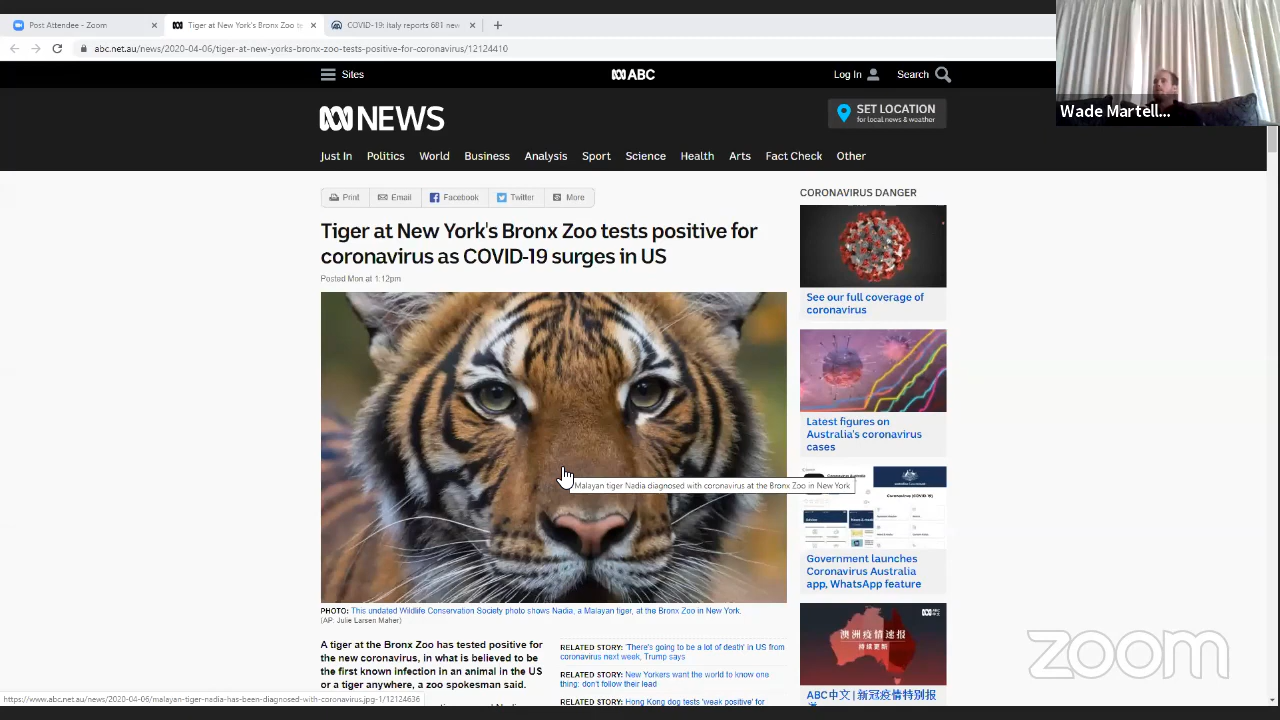 Post Attendee - Zoom
Tiger at New York's Bronx Zoo te
COVID-19: Italy reports 681 new
abc.net.au/news/2020-04-06/tiger-at-new-yorks-bronx-zoo-tests-positive-for-coronavirus/12124410
Wade Martell...
Sites
ABC
Log In
Search
NEWS
SET LOCATION
for local news & weather
Just In Politics World Business Analysis Sport Science Health Arts Fact Check Other
Print Email Facebook Twitter More
Tiger at New York's Bronx Zoo tests positive for
coronavirus as COVID-19 surges in US
Posted Mon at 1:12pm
Malayan tiger Nadia diagnosed with coronavirus at the Bronx Zoo in New York
PHOTO: This undated Wildlife Conservation Society photo shows Nadia, a Malayan tiger, at the Bronx Zoo in New York.
(AP: Julie Larsen Maher)
A tiger at the Bronx Zoo has tested positive for
the new coronavirus, in what is believed to be
the first known infection in an animal in the US
or a tiger anywhere, a zoo spokesman said.
RELATED STORY: 'There's going to be a lot of death' in US from
coronavirus next week, Trump says
RELATED STORY: New Yorkers want the world to know one
thing: don't follow their lead
RELATED STORY: Hong Kong dog tests 'weak positive' for
CORONAVIRUS DANGER
See our full coverage of
coronavirus
Latest figures on
Australia's coronavirus
cases
Coronavirus (COVID-19)
Government launches
Coronavirus Australia
app, WhatsApp feature
澳洲疫情速报
持续更新
ABC中文 | 新冠疫情特别报
道
https://www.abc.net.au/news/2020-04-06/malayan-tiger-nadia-has-been-diagnosed-with-coronavirus.jpg-1/12124636
zoom